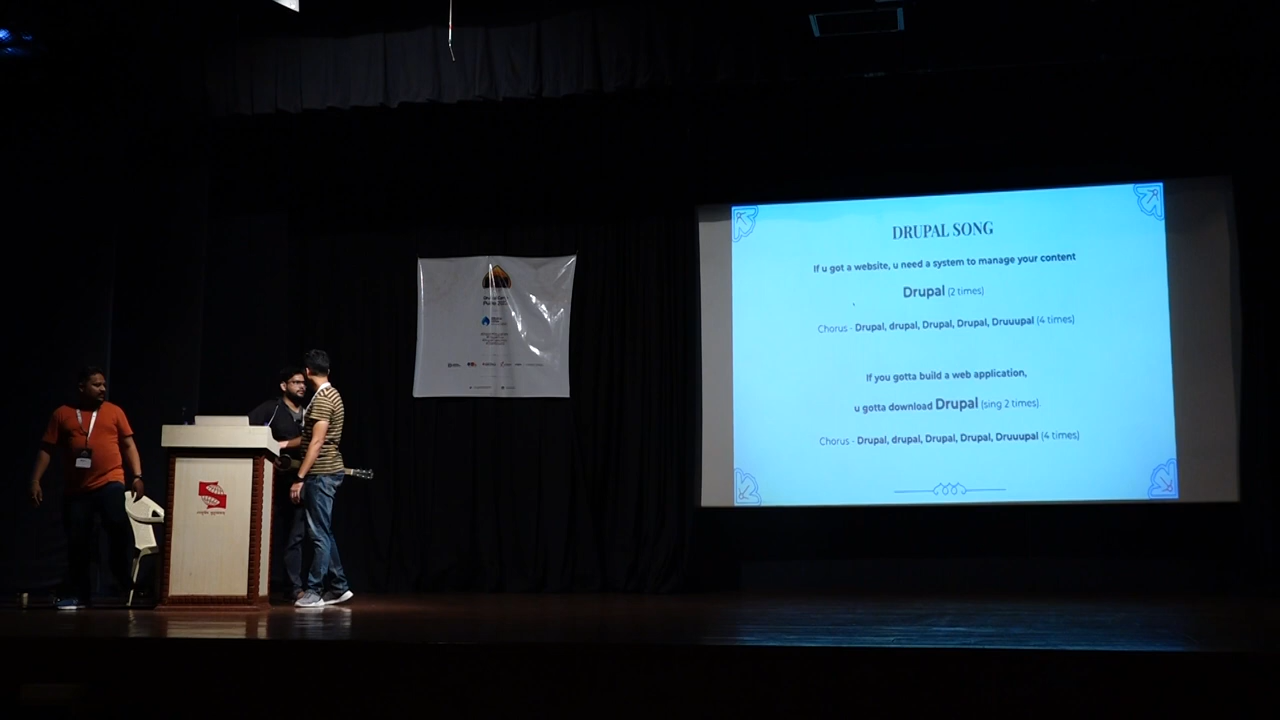 DRUPAL SONG
If u got a website, u need a system to manage your content
Drupal (2 times)
Chorus - Drupal, drupal, Drupal, Drupal, Druuupal (4 times)
If you gotta build a web application,
u gotta download Drupal (sing 2 times).
Chorus - Drupal, drupal, Drupal, Drupal, Druuupal (4 times)